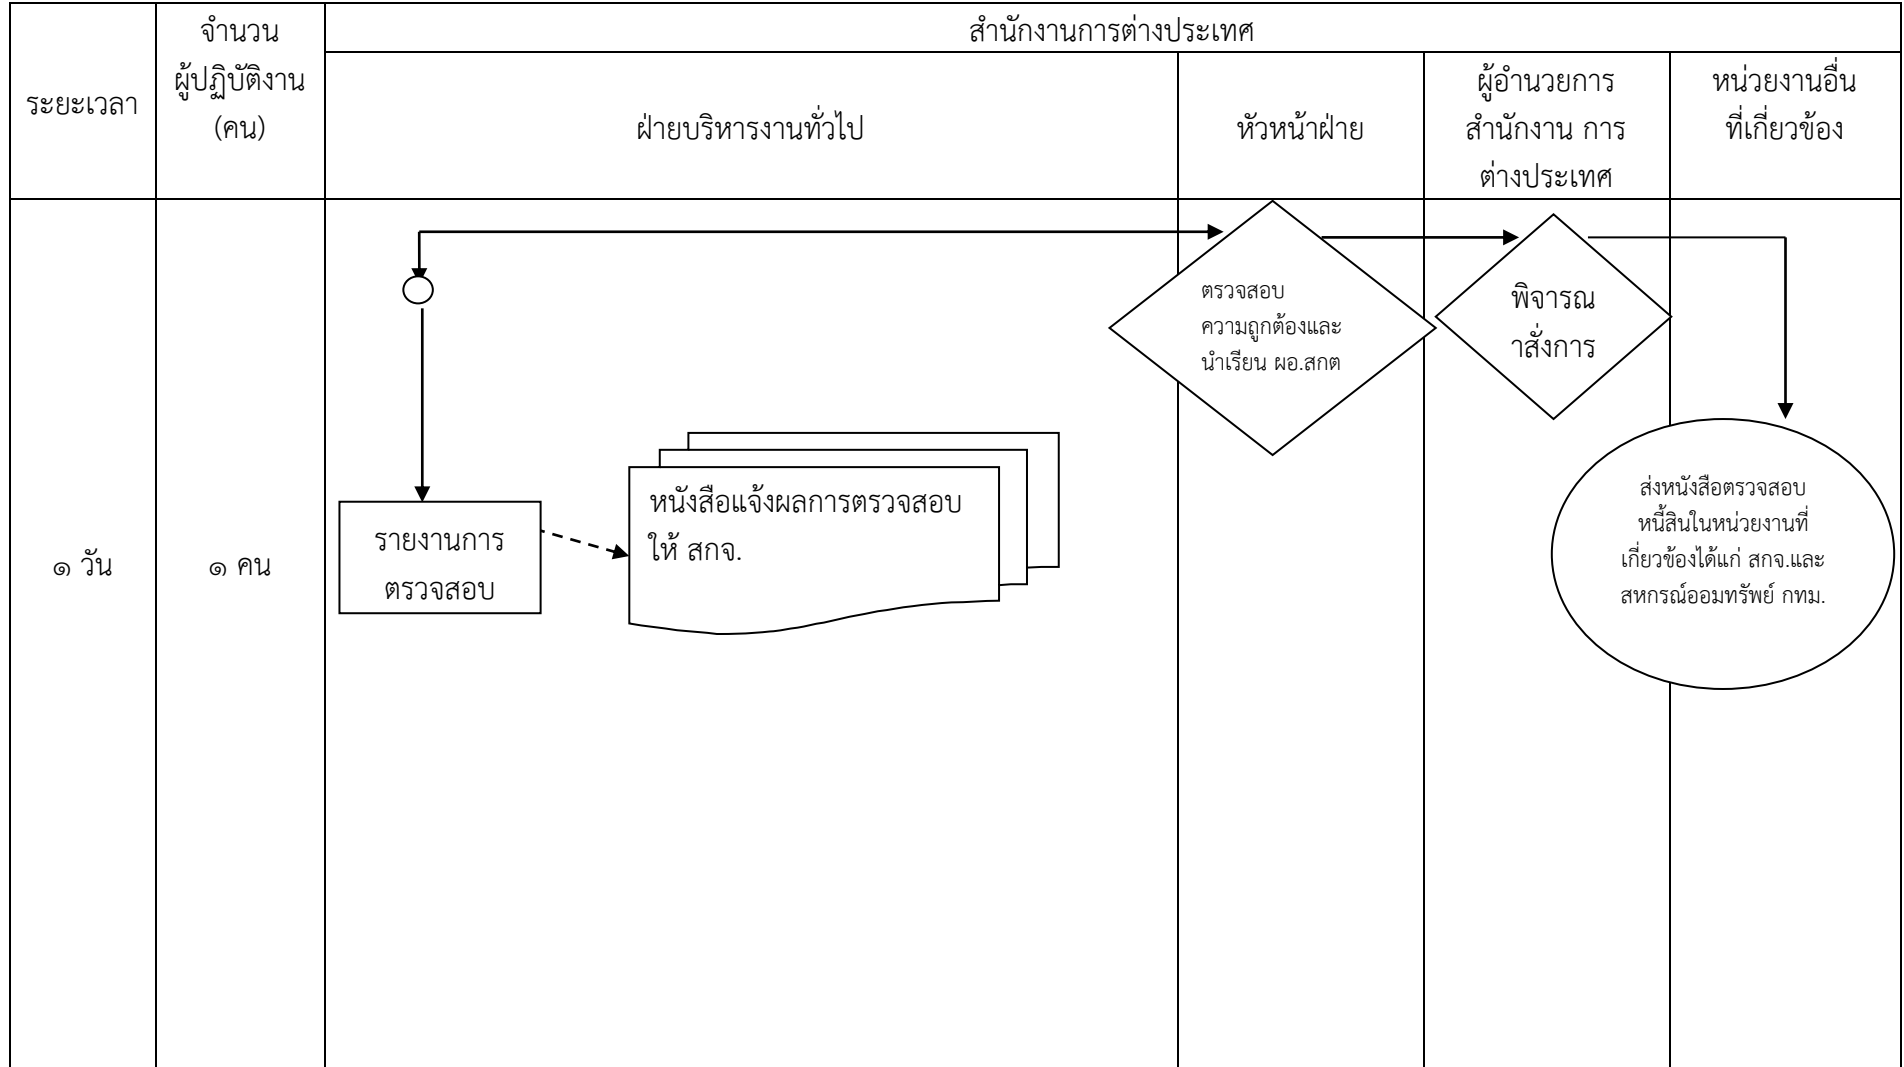 ระยะเวลา
จำนวน
ผู้ปฏิบัติงาน
(คน)
สำนักงานการต่างประเทศ
ฝ่ายบริหารงานทั่วไป
หัวหน้าฝ่าย
ผู้อำนวยการ
สำนักงาน การ
ต่างประเทศ
หน่วยงานอื่น
ที่เกี่ยวข้อง
๑ วัน
๑ คน
รายงานการ
ตรวจสอบ
หนังสือแจ้งผลการตรวจสอบ
ให้ สกจ.
ตรวจสอบ
ความถูกต้องและ
นำเรียน ผอ.สกต
พิจารณ
าสั่งการ
ส่งหนังสือตรวจสอบ
หนี้สินในหน่วยงานที่
เกี่ยวข้องได้แก่ สกจ.และ
สหกรณ์ออมทรัพย์ กทม.